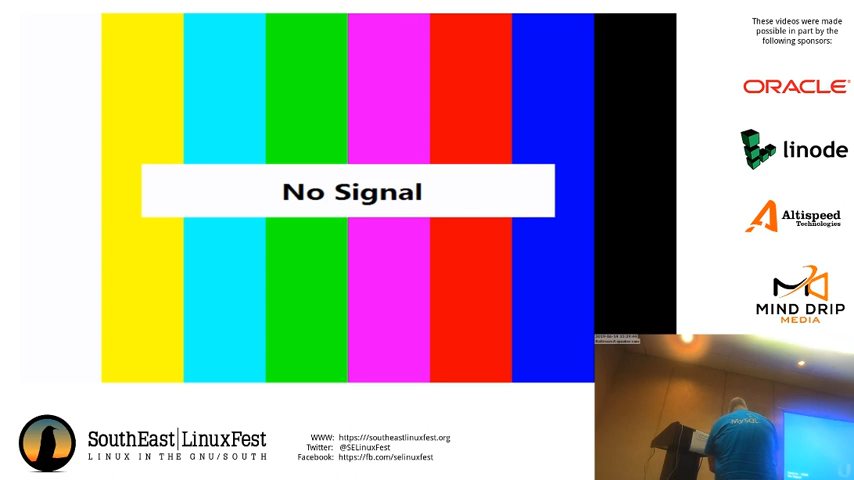 These videos were made
possible in part by the
following sponsors:
ORACLE
linode
Altispeed
Technologies
MIND DRIP
MEDIA
No Signal
SouthEast|LinuxFest
LINUX IN THE GNU/SOUTH
WWW: https://southeastlinuxfest.org
Twitter: @SELinuxFest
Facebook: https://fb.com/selinuxfest
MySQL